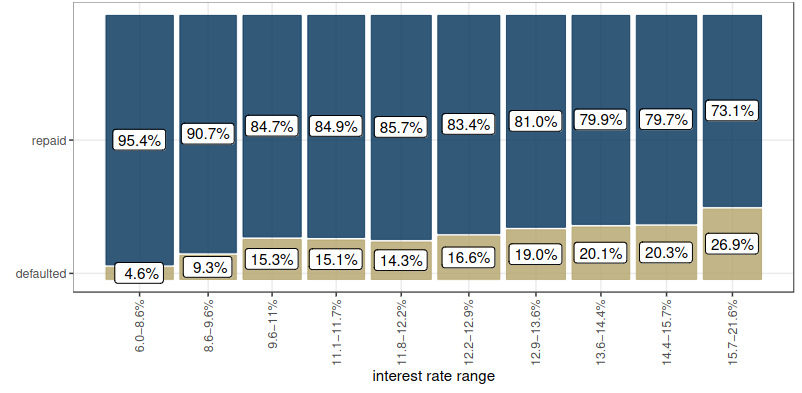 95.4% 90.7% 84.7% 84.9% 85.7% 83.4% 81.0% 79.9% 79.7% 73.1%
repaid
4.6% 9.3% 15.3% 15.1% 14.3% 16.6% 19.0% 20.1% 20.3% 26.9%
defaulted
6.0−8.6%
8.6−9.6%
9.6−11%
11.1−11.7%
11.8−12.2%
12.2−12.9%
12.9−13.6%
13.6−14.4%
14.4−15.7%
15.7−21.6%
interest rate range